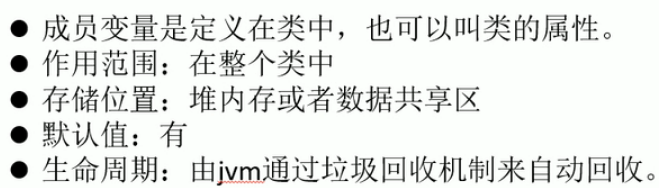 ● 成员变量是定义在类中，也可以叫类的属性。
● 作用范围：在整个类中
● 存储位置：堆内存或者数据共享区
● 默认值：有
● 生命周期：由jvm通过垃圾回收机制来自动回收。